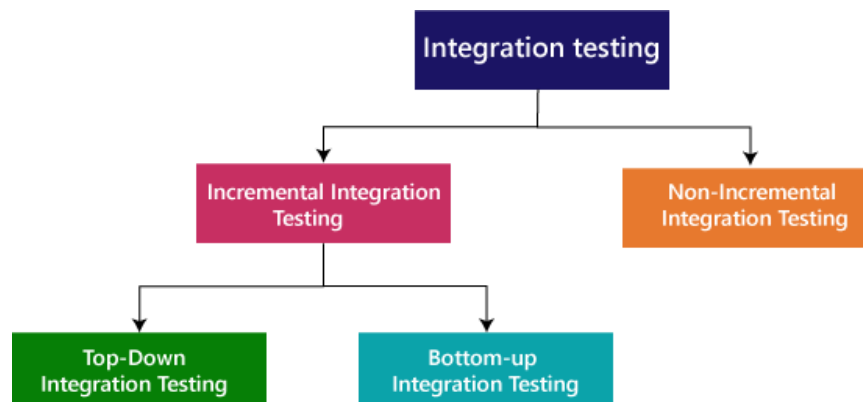 Integration testing
Incremental Integration
Testing
Non-Incremental
Integration Testing
Top-Down
Integration Testing
Bottom-up
Integration Testing